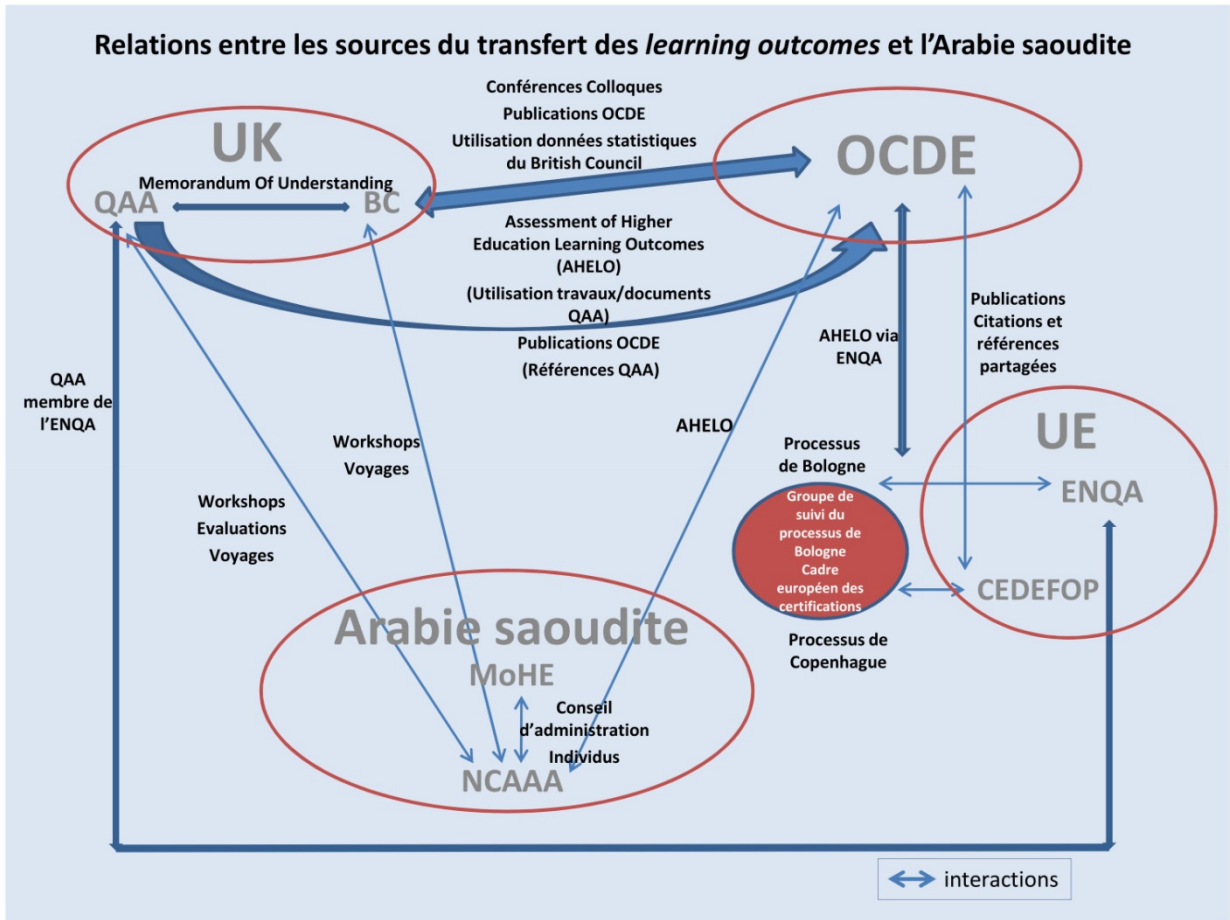 Relations entre les sources du transfert des learning outcomes et l'Arabie saoudite
Conférences Colloques
Publications OCDE
Utilisation données statistiques
du British Council
UK
Memorandum Of Understanding
QAA
BC
OCDE
Assessment of Higher
Education Learning Outcomes
(AHELO)
(Utilisation travaux/documents
QAA)
Publications OCDE
(Références QAA)
AHELO via
ENQA
Publications
Citations et
références
partagées
QAA
membre de
l'ENQA
Workshops
Evaluations
Voyages
Workshops
Voyages
AHELO
Processus
de Bologne
Groupe de
suivi du
processus de
Bologne
Cadre
européen des
certifications
Processus de
Copenhague
UE
ENQA
CEDEFOP
Arabie saoudite
MoHE
Conseil
d'administration
Individus
NCAAA
interactions